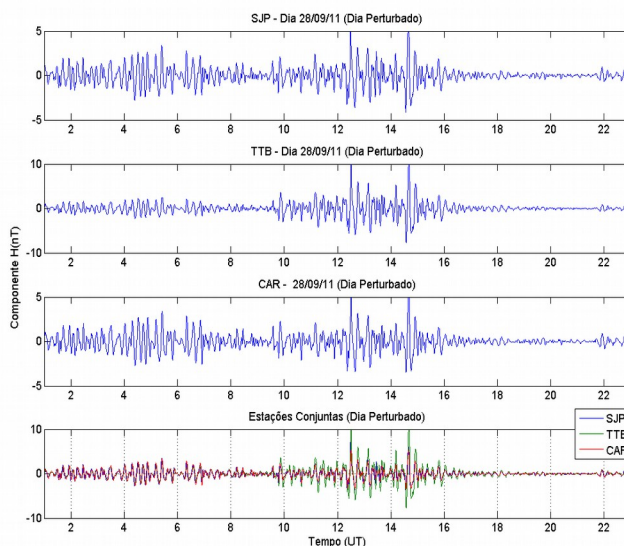 SJP - Dia 28/09/11 (Dia Perturbado)
5
0
-5
2 4 6 8 10 12 14 16 18 20 22
TTB - Dia 28/09/11 (Dia Perturbado)
10
0
-10
2 4 6 8 10 12 14 16 18 20 22
Componente H(nT)
CAR - 28/09/11 (Dia Perturbado)
5
0
-5
2 4 6 8 10 12 14 16 18 20 22
Estações Conjuntas (Dia Perturbado)
10
0
-10
2 4 6 8 10 12 14 16 18 20 22
SJP
TTB
CAR
Tempo (UT)